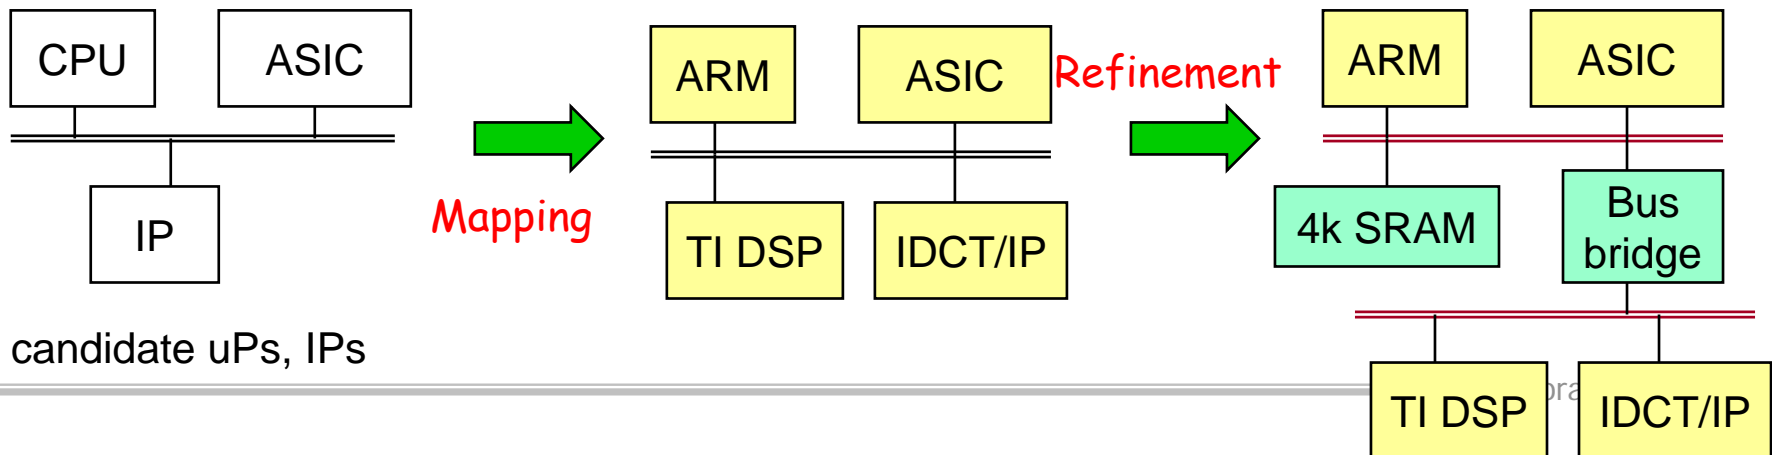 CPU
ASIC
IP
candidate uPs, IPs
Mapping
ARM
ASIC
TI DSP
IDCT/IP
Refinement
ARM
ASIC
4k SRAM
Bus
bridge
TI DSP
IDCT/IP